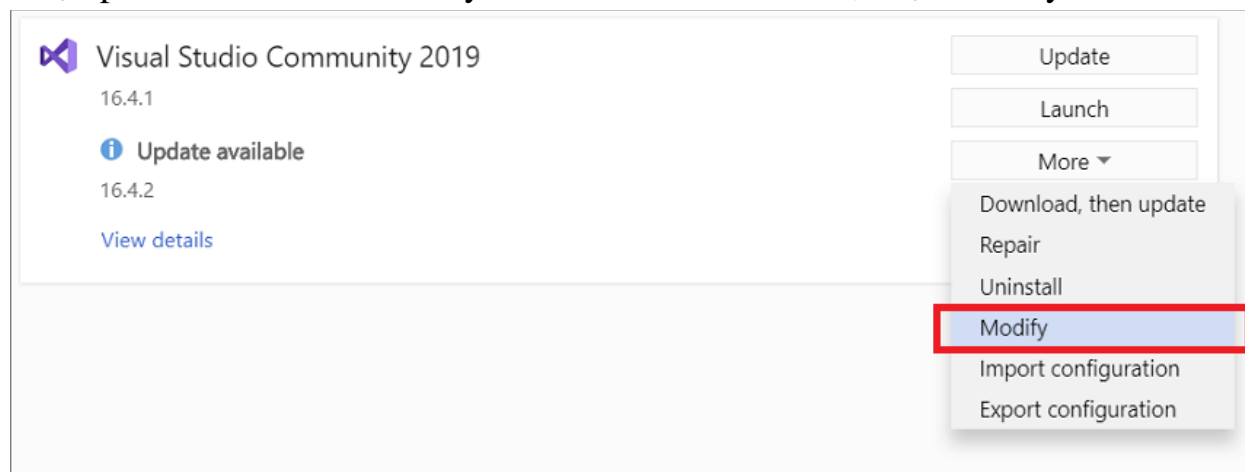 Visual Studio Community 2019
Update
16.4.1
Launch
Update available
More
16.4.2
Download, then update
View details
Repair
Uninstall
Modify
Import configuration
Export configuration